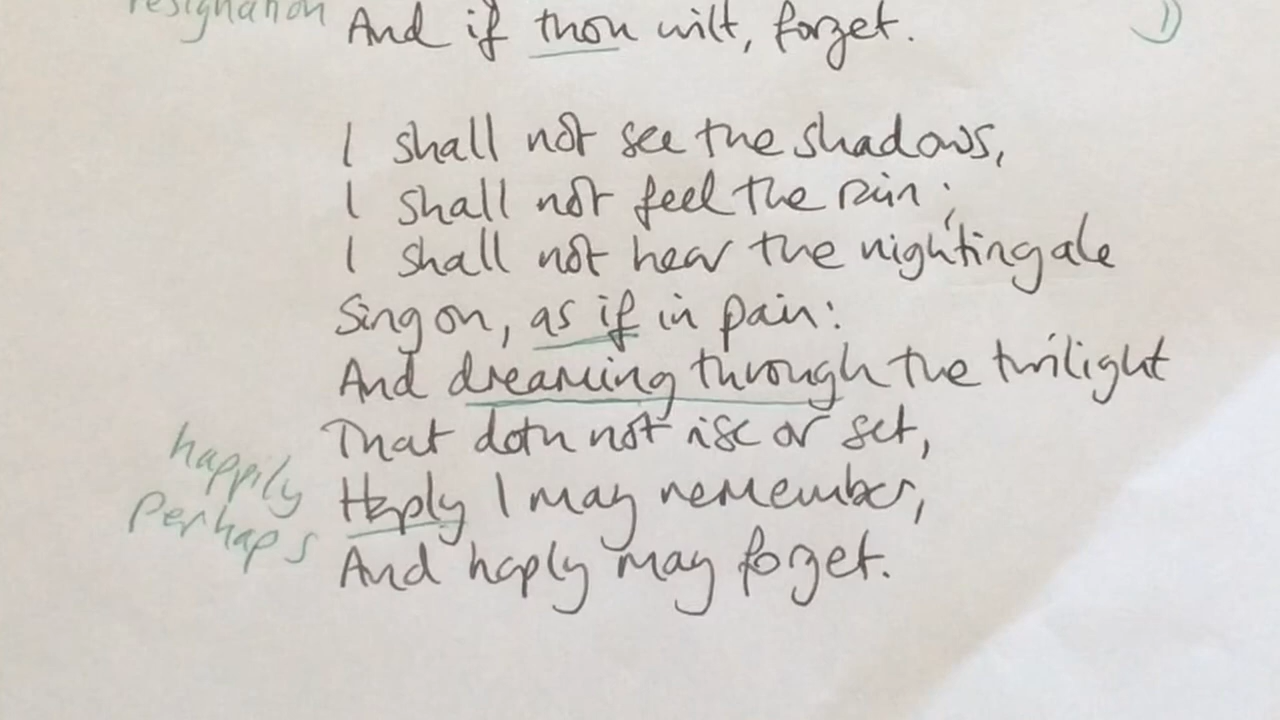 resignation
And if thou wilt, forget.
I shall not see the shadows,
I shall not feel the rain;
I shall not hear the nightingale
Sing on, as if in pain:
And dreaming through the twilight
That doth not rise or set,
happily
Haply I may remember,
perhaps
And haply may forget.